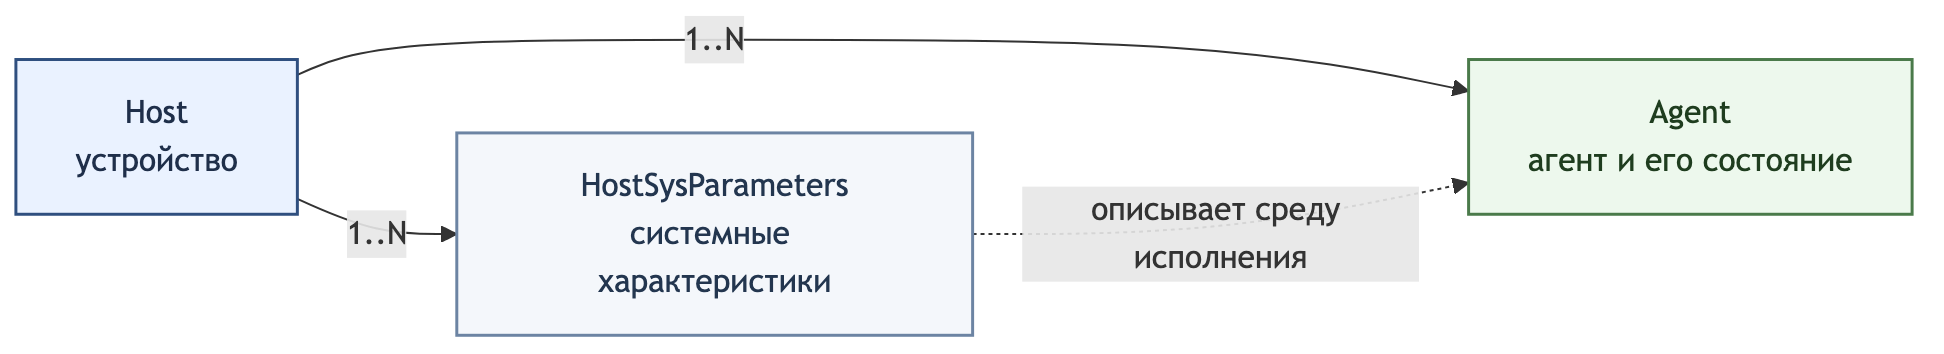 1..N
Host
устройство
1..N
HostSysParameters
системные
характеристики
описывает среду
исполнения
Agent
агент и его состояние